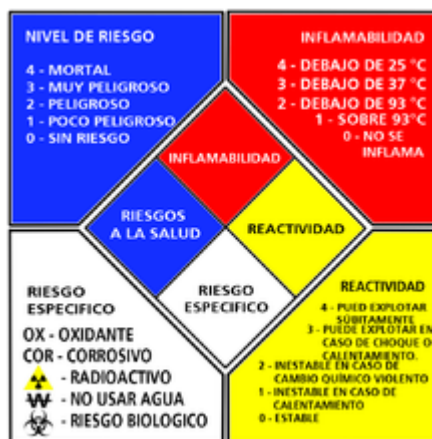 NIVEL DE RIESGO
4 - MORTAL
3 - MUY PELIGROSO
2 - PELIGROSO
1 - POCO PELIGROSO
0 - SIN RIESGO
INFLAMABILIDAD
4 - DEBAJO DE 25 °C
3 - DEBAJO DE 37 °C
2 - DEBAJO DE 93 °C
1 - SOBRE 93°C
0 - NO SE
INFLAMA
INFLAMABILIDAD
RIESGOS
A LA SALUD
REACTIVIDAD
RIESGO
ESPECIFICO
RIESGO
ESPECIFICO
OX - OXIDANTE
COR - CORROSIVO
- RADIOACTIVO
W - NO USAR AGUA
- RIESGO BIOLOGICO
REACTIVIDAD
4 - PUED EXPLOTAR
SÚBITAMENTE
3 - PUEDE EXPLOTAR EN
CASO DE CHOQUE O
CALENTAMIENTO.
2 - INESTABLE EN CASO DE
CAMBIO QUÍMICO VIOLENTO
1 - INESTABLE EN CASO DE
CALENTAMIENTO
0 - ESTABLE